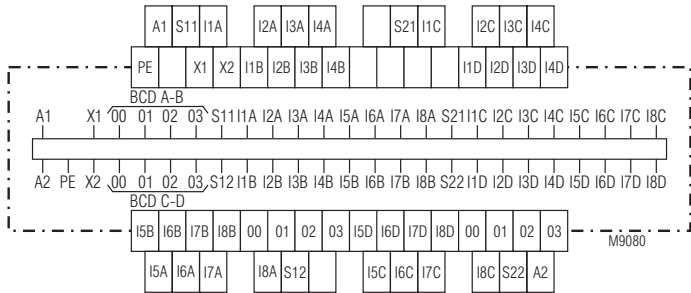 A1 S11 I1A I2A I3A I4A S21 I1C I2C I3C I4C
PE X1 X2 I1B I2B I3B I4B I1D I2D I3D I4D
BCD A-B
A1 X1 00 01 02 03 S11 I1A I2A I3A I4A I5A I6A I7A I8A S21 I1C I2C I3C I4C I5C I6C I7C I8C
A2 PE X2 00 01 02 03 S12 I1B I2B I3B I4B I5B I6B I7B I8B S22 I1D I2D I3D I4D I5D I6D I7D I8D
BCD C-D
I5B I6B I7B I8B 00 01 02 03 I5D I6D I7D I8D 00 01 02 03
M9080
I5A I6A I7A I8A S12 I5C I6C I7C I8C S22 A2